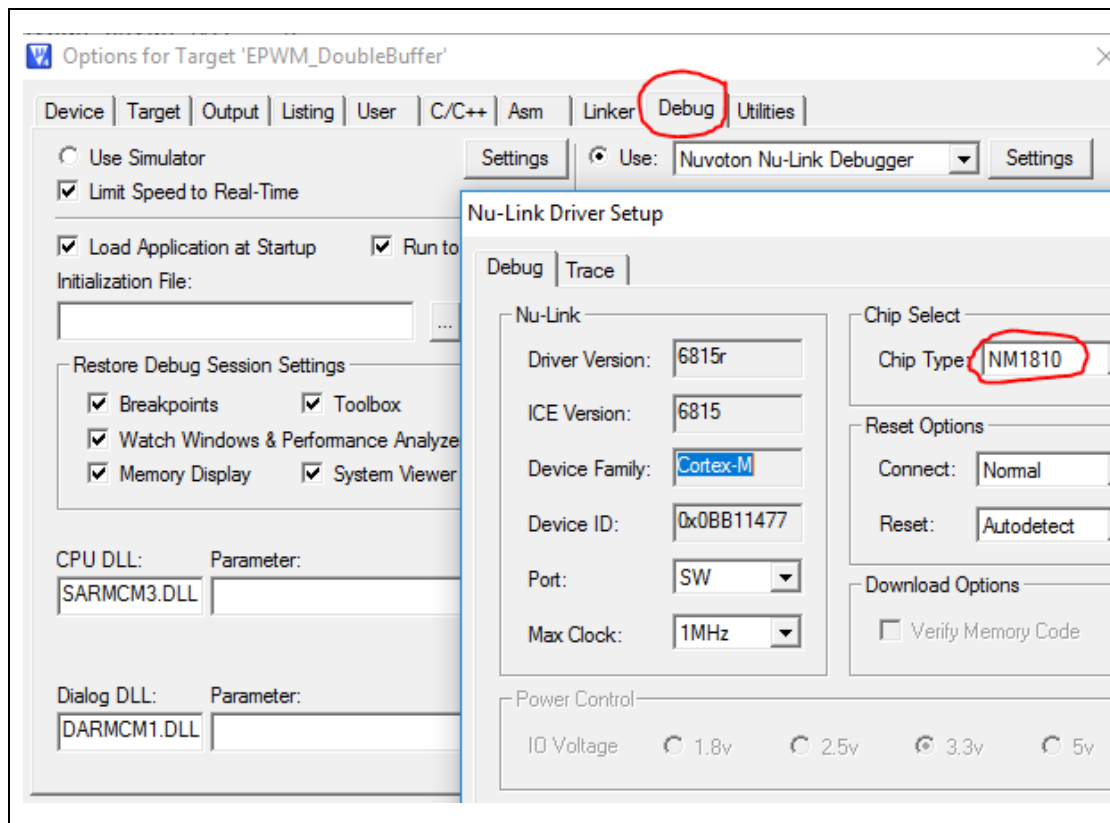 Options for Target 'EPWM_DoubleBuffer'
Device Target Output Listing User C/C++ Asm Linker Debug Utilities
Use Simulator Settings Use: Nuvoton Nu-Link Debugger Settings
Limit Speed to Real-Time
Load Application at Startup Run to
Initialization File:
...
Restore Debug Session Settings
Breakpoints Toolbox
Watch Windows & Performance Analyze
Memory Display System Viewer
CPU DLL: Parameter:
SARMCM3.DLL
Dialog DLL: Parameter:
DARMCM1.DLL
Nu-Link Driver Setup
Debug Trace
Nu-Link
Driver Version: 6815r
ICE Version: 6815
Device Family: Cortex-M
Device ID: 0x0BB11477
Port: SW
Max Clock: 1MHz
Chip Select
Chip Type: NM1810
Reset Options
Connect: Normal
Reset: Autodetect
Download Options
Verify Memory Code
Power Control
IO Voltage 1.8v 2.5v 3.3v 5v